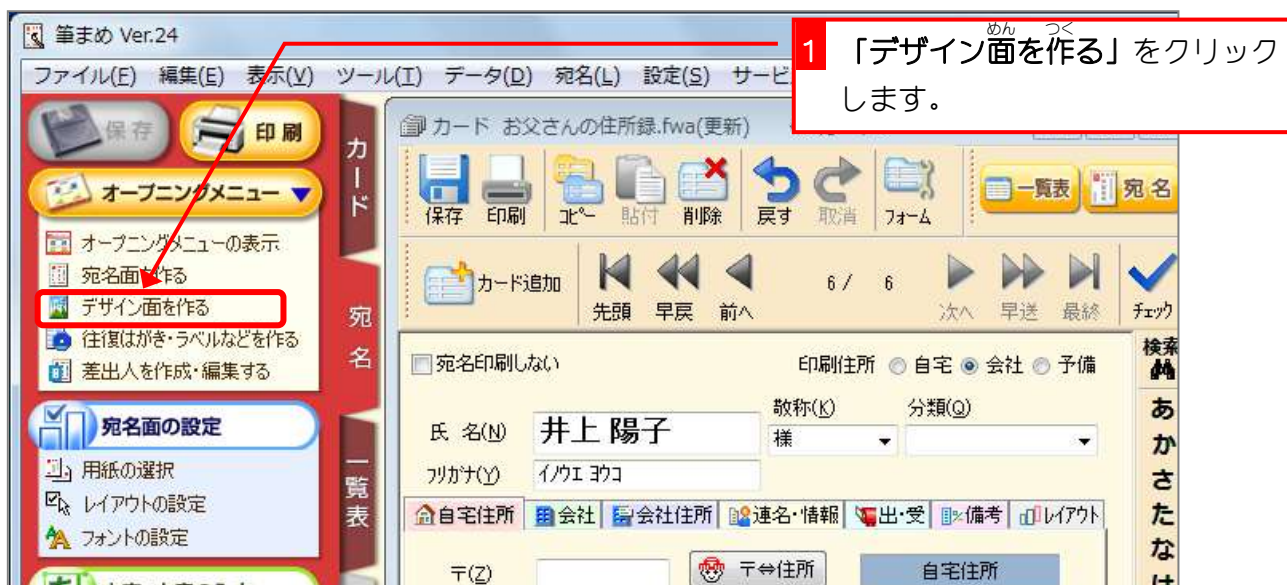 筆まめ Ver.24
1 「デザイン面を作る」をクリック
めん つく
します。
ファイル(F) 編集(E) 表示(V) ツール(I) データ(D) 宛名(L) 設定(S) サービ
保存 印刷
オープニングメニュー ▼
オープニングメニューの表示
宛名面を作る
デザイン面を作る
往復はがき・ラベルなどを作る
差出人を作成・編集する
宛名面の設定
用紙の選択
レイアウトの設定
フォントの設定
カード
宛名
一覧表
カード お父さんの住所録.fwa(更新)
保存 印刷 コピー 貼付 削除 戻す 取消 フォーム 一覧表 宛名
カード追加 先頭 早戻 前へ 6 / 6 次へ 早送 最終 チェック
宛名印刷しない 印刷住所 自宅 会社 予備
検索
敬称(K) 分類(Q)
氏 名(N) 井上 陽子 様
フリガナ(Y) イノウエ ヨウコ
自宅住所 会社 会社住所 連名・情報 出・受 備考 レイアウト
〒(Z) 〒⇔住所 自宅住所
あ
か
さ
た
な
は